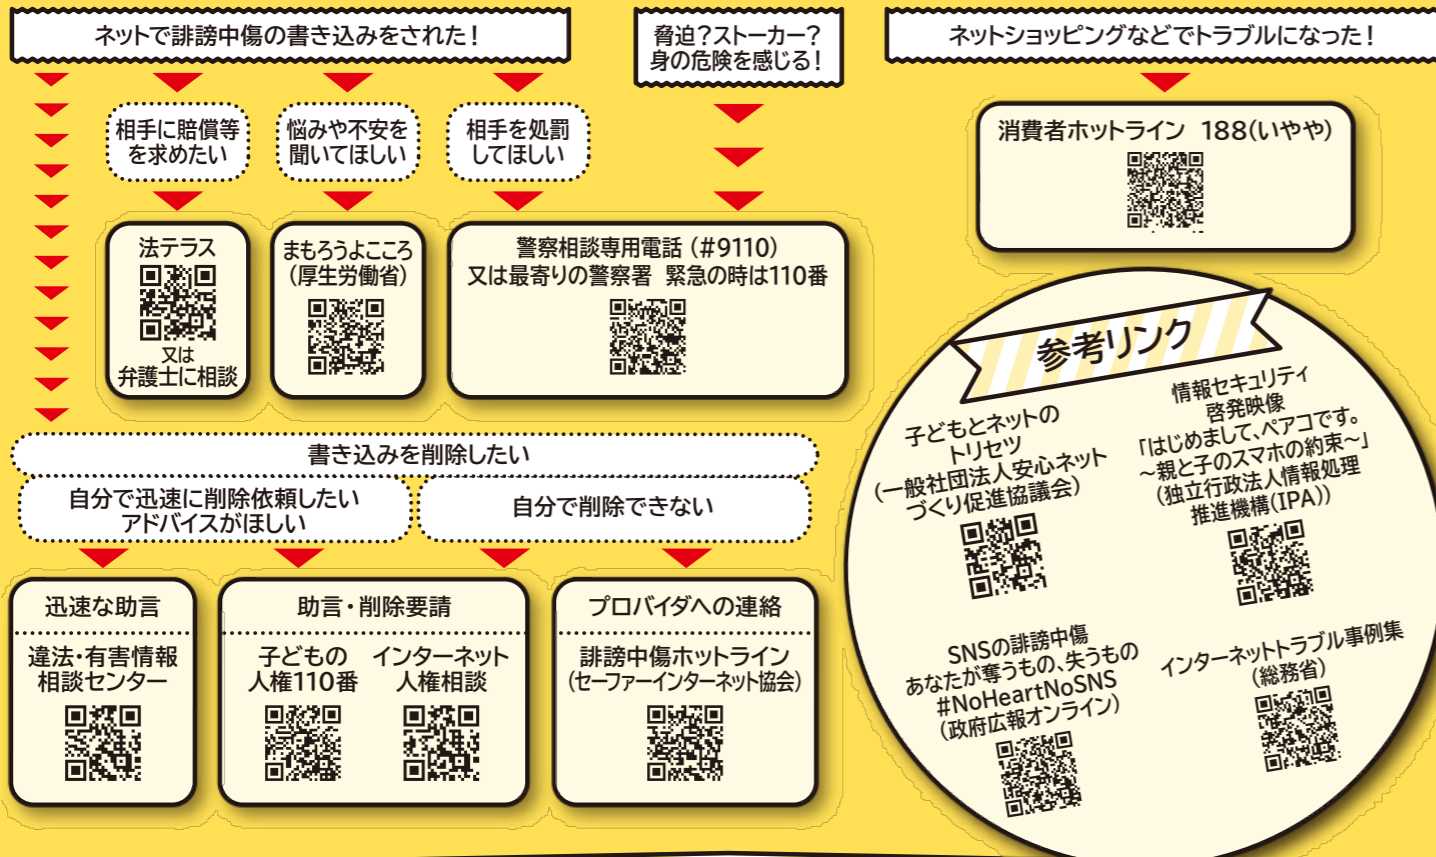 ネットで誹謗中傷の書き込みをされた！
脅迫？ストーカー？
身の危険を感じる！
ネットショッピングなどでトラブルになった！
相手に賠償等
を求めたい
悩みや不安を
聞いてほしい
相手を処罰
してほしい
消費者ホットライン 188（いやや）
法テラス
又は
弁護士に相談
まもろうよこころ
（厚生労働省）
警察相談専用電話（＃9110）
又は最寄りの警察署 緊急の時は110番
書き込みを削除したい
自分で迅速に削除依頼したい
アドバイスがほしい
自分で削除できない
迅速な助言
違法・有害情報
相談センター
助言・削除要請
子どもの
人権110番
インターネット
人権相談
プロバイダへの連絡
誹謗中傷ホットライン
（セーファーインターネット協会）
参考リンク
子どもとネットの
トリセツ
（一般社団法人安心ネット
づくり促進協議会）
情報セキュリティ
啓発映像
「はじめまして、ペアコです。
～親と子のスマホの約束～」
（独立行政法人情報処理
推進機構（IPA））
SNSの誹謗中傷
あなたが奪うもの、失うもの
#NoHeartNoSNS
（政府広報オンライン）
インターネットトラブル事例集
（総務省）